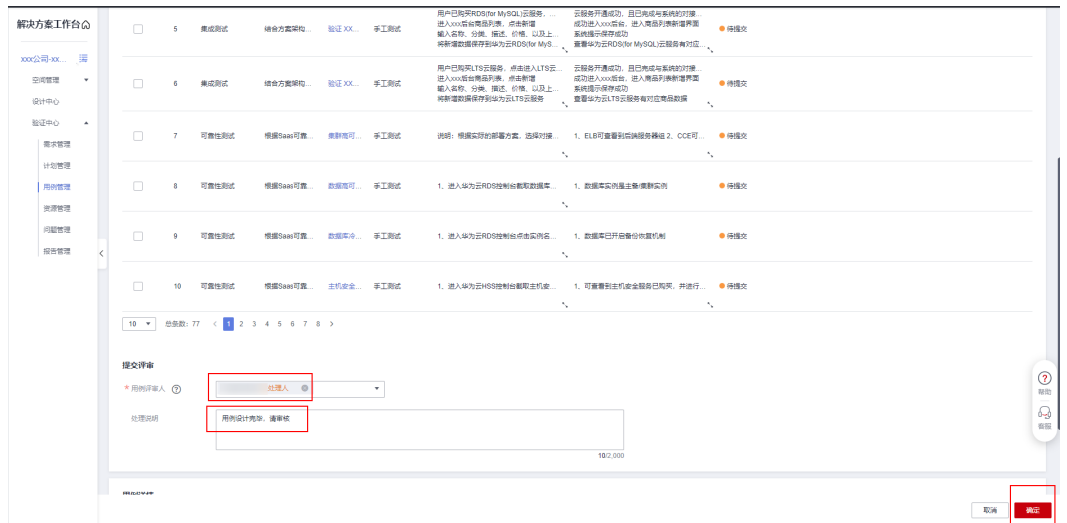 解决方案工作台
xxx公司-xx...
空间管理
设计中心
验证中心
需求管理
计划管理
用例管理
资源管理
问题管理
报告管理
5 集成测试 结合方案架构... 验证 XX... 手工测试
用户已购买RDS(for MySQL)云服务，...
进入xxx后台商品列表，点击新增
输入名称、分类、描述、价格、以及上...
将新增数据保存到华为云RDS(for MyS...
云服务开通成功，且已完成与系统的对接...
成功进入xxx后台，进入商品列表新增界面
系统提示保存成功
查看华为云RDS(for MySQL)云服务有对应...
待提交
6 集成测试 结合方案架构... 验证 XX... 手工测试
用户已购买LTS云服务，点击进入LTS云...
进入xxx后台商品列表，点击新增
输入名称、分类、描述、价格、以及上...
将新增数据保存到华为云LTS云服务
云服务开通成功，且已完成与系统的对接...
成功进入xxx后台，进入商品列表新增界面
系统提示保存成功
查看华为云LTS云服务有对应商品数据
待提交
7 可靠性测试 根据Saas可靠... 集群高可... 手工测试 说明：根据实际的部署方案，选择对接... 1、ELB可查看到后端服务器组 2、CCE可... 待提交
8 可靠性测试 根据Saas可靠... 数据高可... 手工测试 1、进入华为云RDS控制台截取数据库... 1、数据库实例是主备/集群实例 待提交
9 可靠性测试 根据Saas可靠... 数据库冷... 手工测试 1、进入华为云RDS控制台点击实例名... 1、数据库已开启备份恢复机制 待提交
10 可靠性测试 根据Saas可靠... 主机安全... 手工测试 1、进入华为云HSS控制台截取主机安... 1、可查看到主机安全服务已购买，并进行... 待提交
10 总条数: 77 < 1 2 3 4 5 6 7 8 >
提交评审
* 用例评审人 ?
处理人
处理说明
用例设计完毕，请审核
10/2,000
帮助
客服
取消 确定